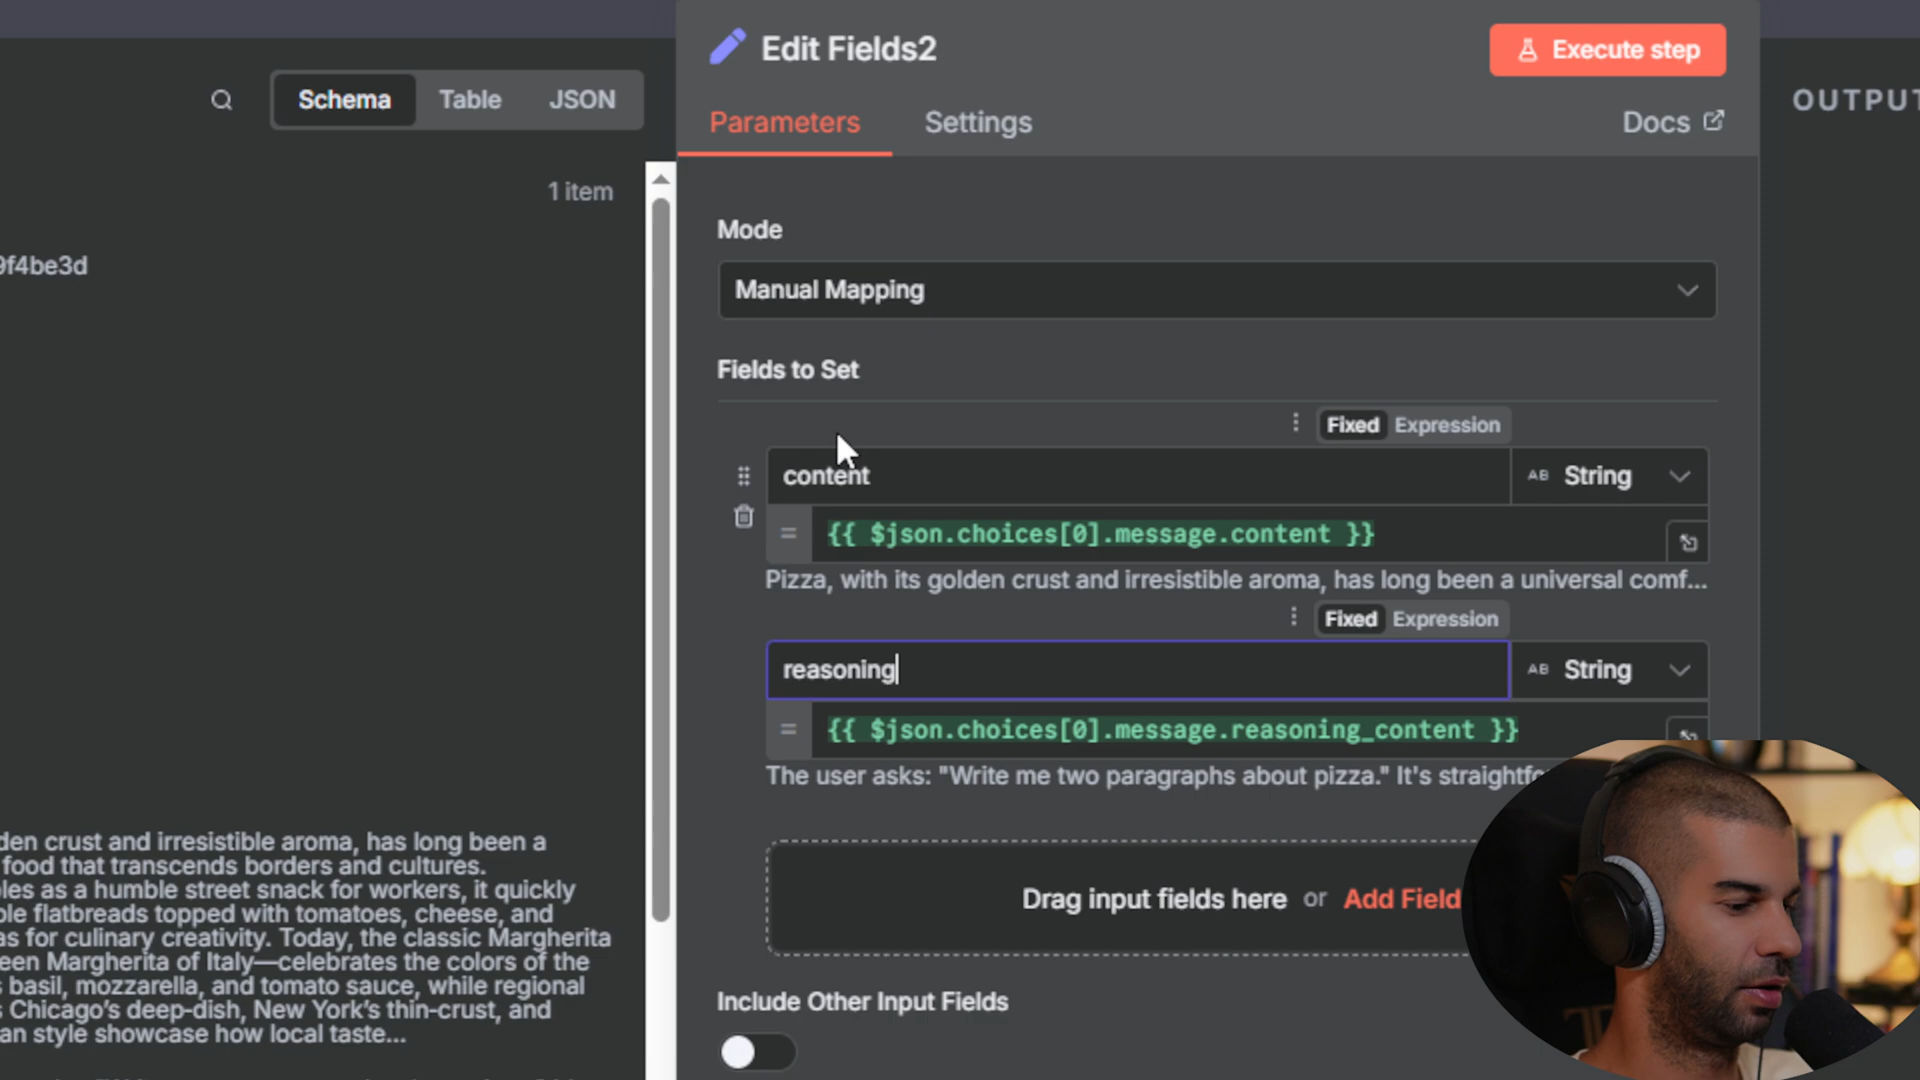 Edit Fields2
Execute step
Schema
Table
JSON
OUTPUT
Parameters
Settings
Docs
1 item
9f4be3d
Mode
Manual Mapping
Fields to Set
Fixed Expression
content
AB String
= {{ $json.choices[0].message.content }}
Pizza, with its golden crust and irresistible aroma, has long been a universal comf...
Fixed Expression
reasoning
AB String
= {{ $json.choices[0].message.reasoning_content }}
The user asks: "Write me two paragraphs about pizza." It's straightfo
den crust and irresistible aroma, has long been a
food that transcends borders and cultures.
les as a humble street snack for workers, it quickly
ple flatbreads topped with tomatoes, cheese, and
as for culinary creativity. Today, the classic Margherita
een Margherita of Italy—celebrates the colors of the
s basil, mozzarella, and tomato sauce, while regional
s Chicago's deep-dish, New York's thin-crust, and
an style showcase how local taste...
Drag input fields here or Add Field
Include Other Input Fields